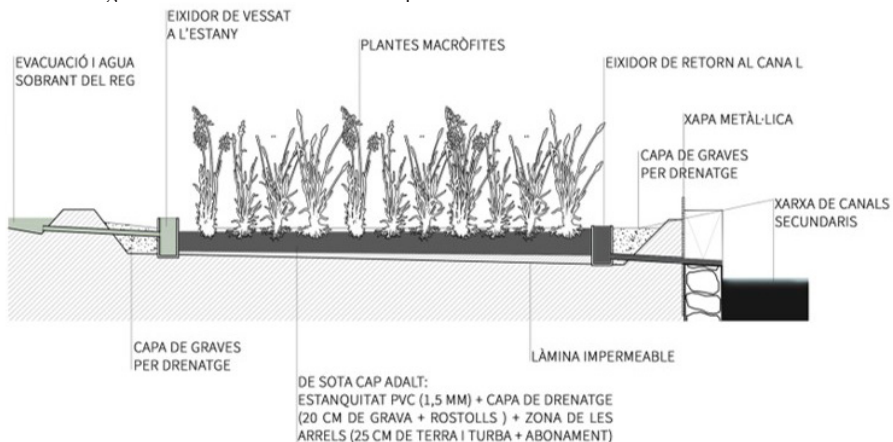 EIXIDOR DE VESSAT
A L'ESTANY
EVACUACIÓ I AGUA
SOBRANT DEL REG
PLANTES MACRÒFITES
EIXIDOR DE RETORN AL CANA L
XAPA METÀL·LICA
CAPA DE GRAVES
PER DRENATGE
XARXA DE CANALS
SECUNDARIS
CAPA DE GRAVES
PER DRENATGE
LÀMINA IMPERMEABLE
DE SOTA CAP ADALT:
ESTANQUITAT PVC (1,5 MM) + CAPA DE DRENATGE
(20 CM DE GRAVA + ROSTOLLS ) + ZONA DE LES
ARRELS (25 CM DE TERRA I TURBA + ABONAMENT)